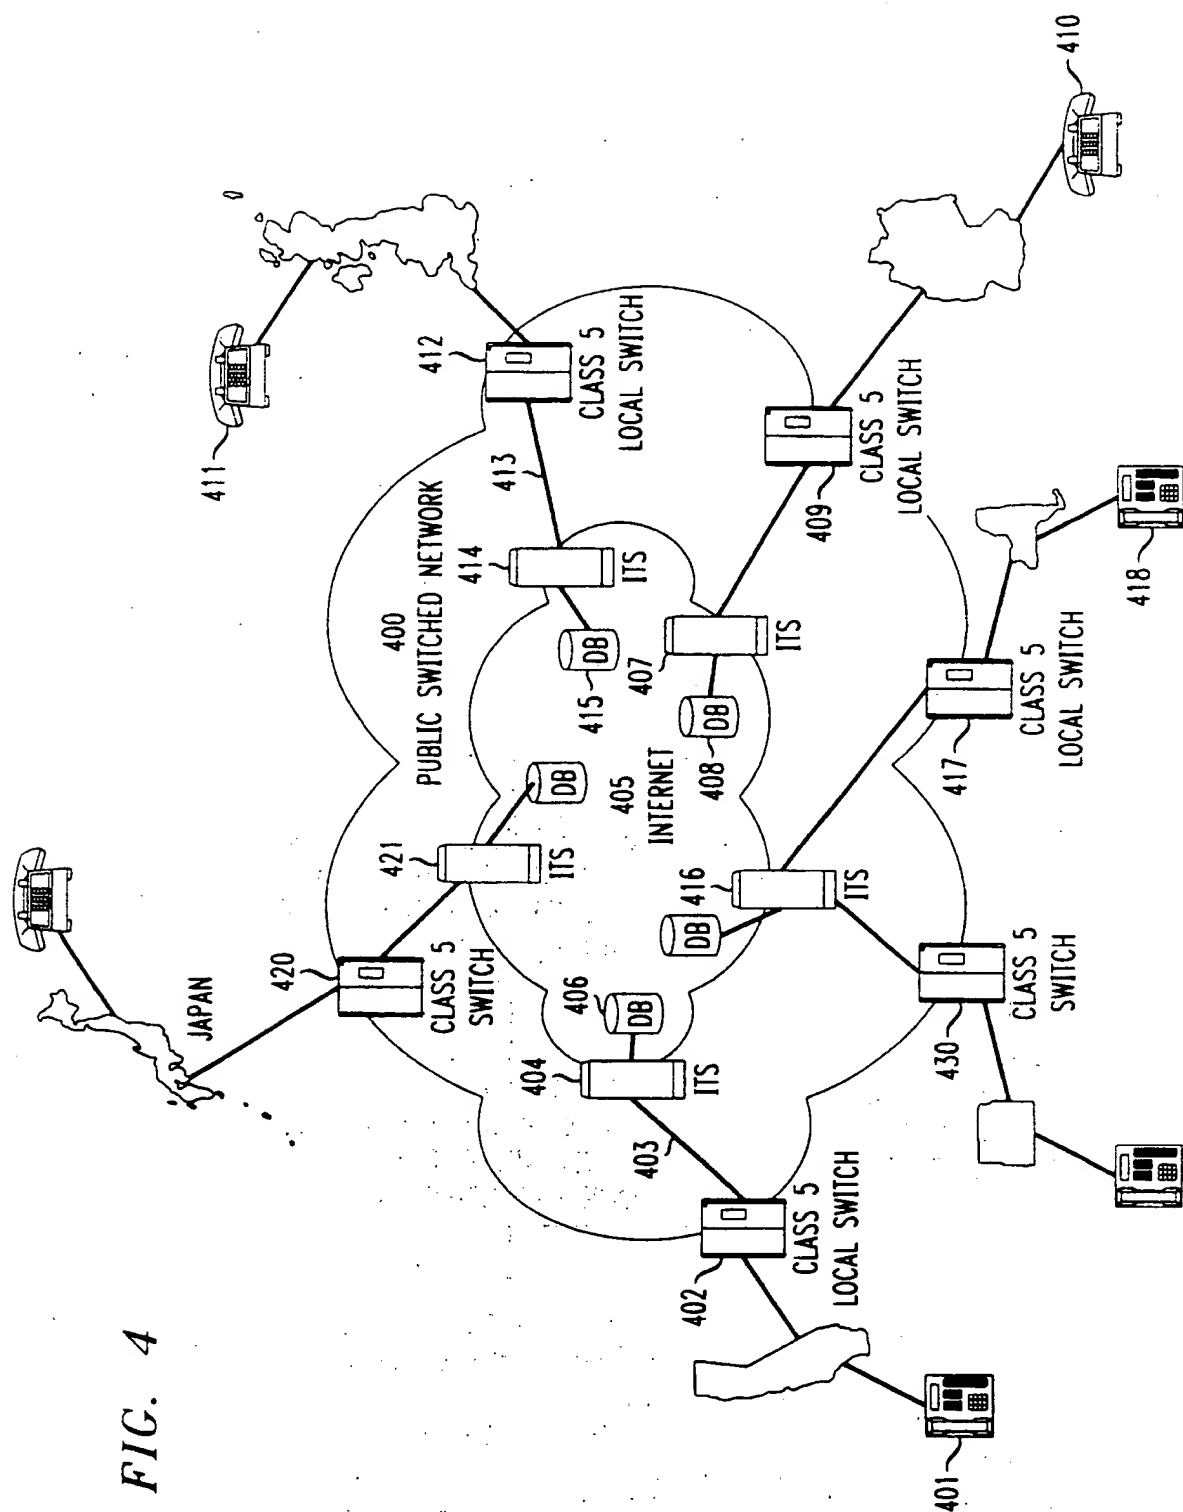 FIG. 4
JAPAN
420
CLASS 5
SWITCH
421
ITS
DB
PUBLIC SWITCHED NETWORK
400
411
412
CLASS 5
LOCAL SWITCH
413
414
ITS
DB
415
405
INTERNET
404
ITS
DB
406
403
402
CLASS 5
LOCAL SWITCH
401
DB
416
ITS
DB
408
407
ITS
409
CLASS 5
LOCAL SWITCH
410
430
CLASS 5
SWITCH
417
CLASS 5
LOCAL SWITCH
418